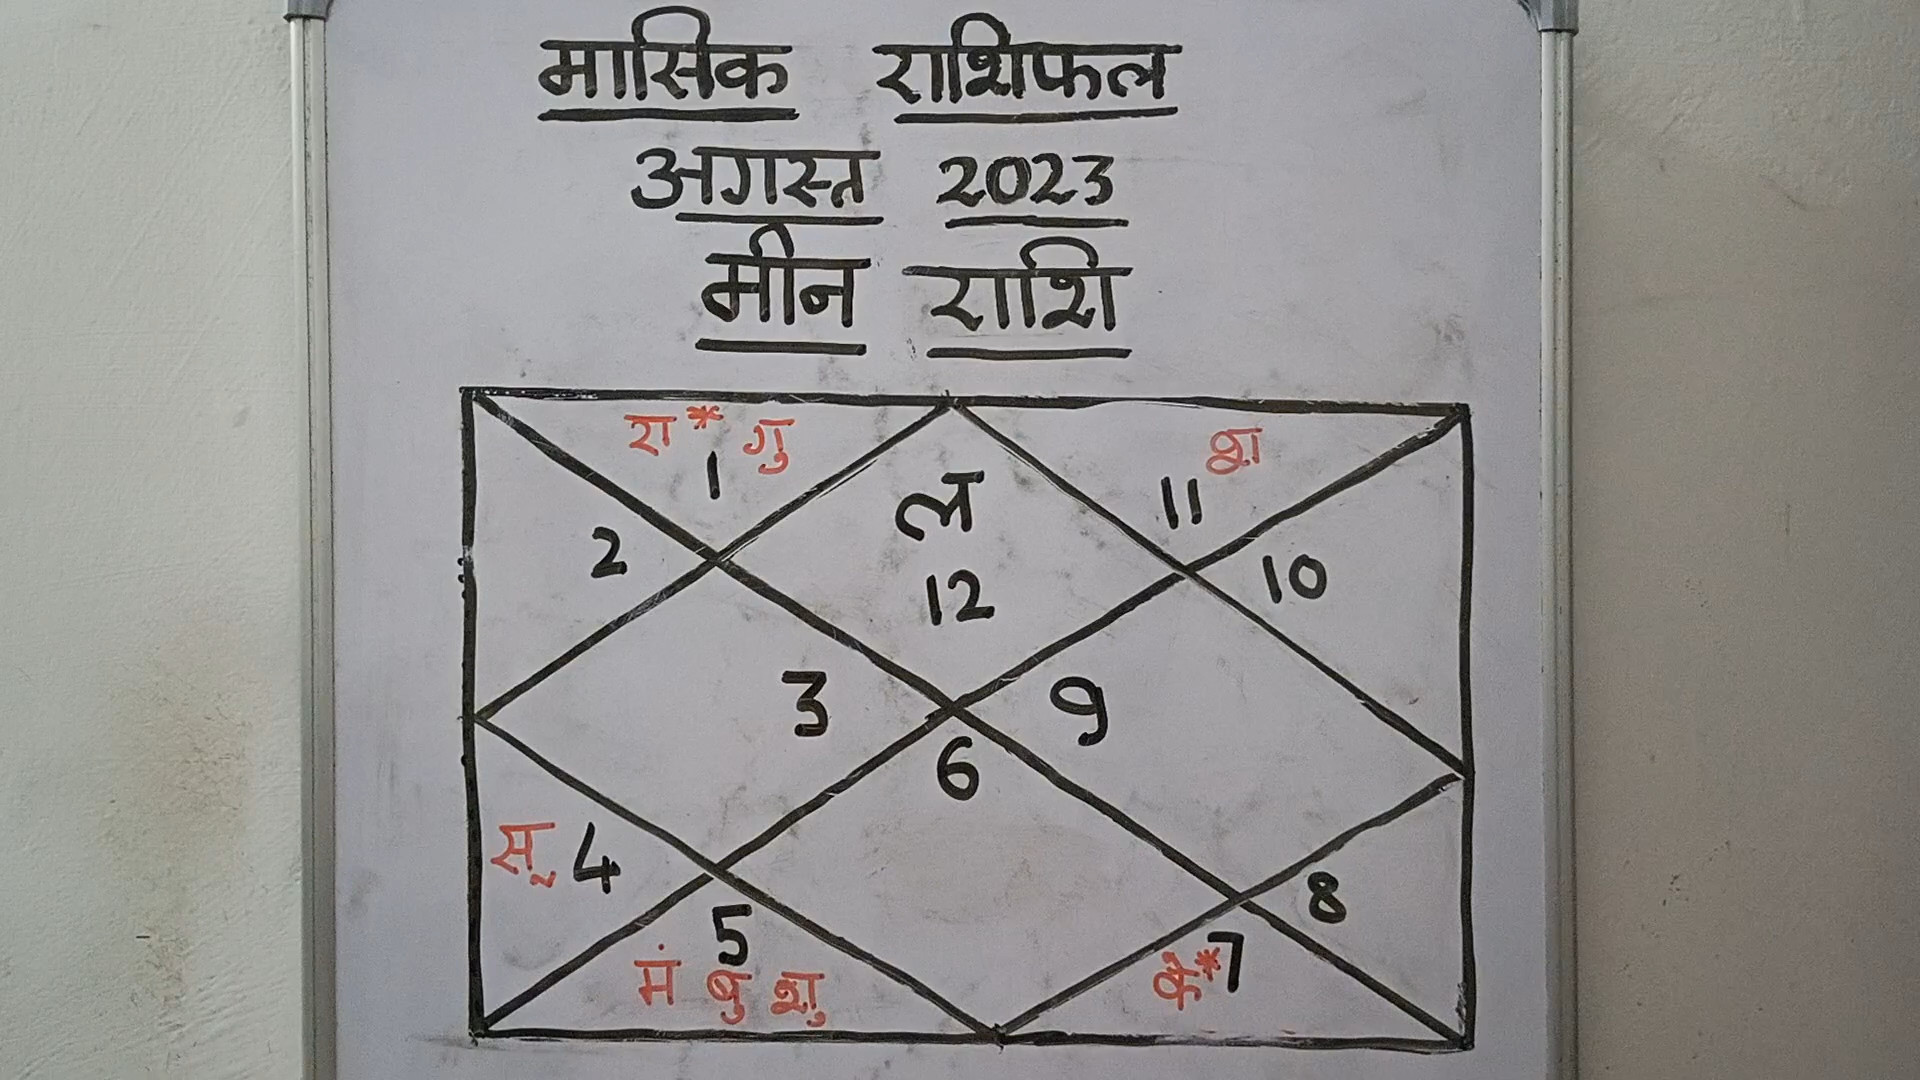 मासिक राशिफल
अगस्त 2023
मीन राशि
रा* गु
1
ल
12
श
11
2
10
3
9
6
सू 4
8
5
मं बु शु
के* 7